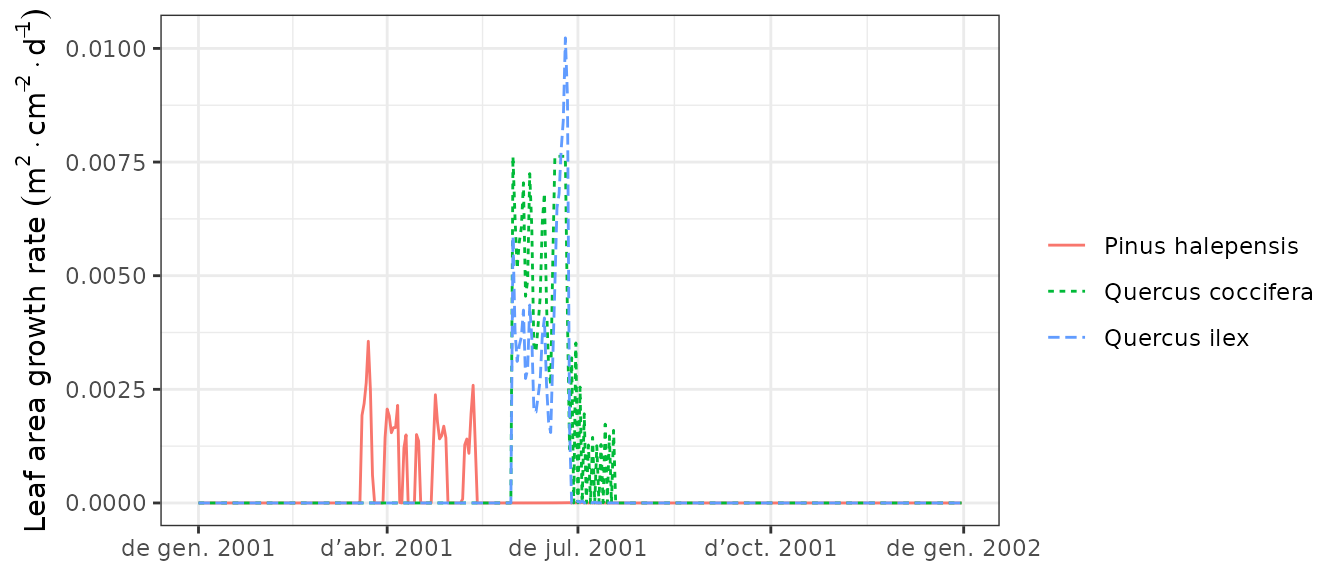 Leaf area growth rate (m² · cm⁻² · d⁻¹)
0.0100
0.0075
0.0050
0.0025
0.0000
de gen. 2001
d’abr. 2001
de jul. 2001
d’oct. 2001
de gen. 2002
Pinus halepensis
Quercus coccifera
Quercus ilex